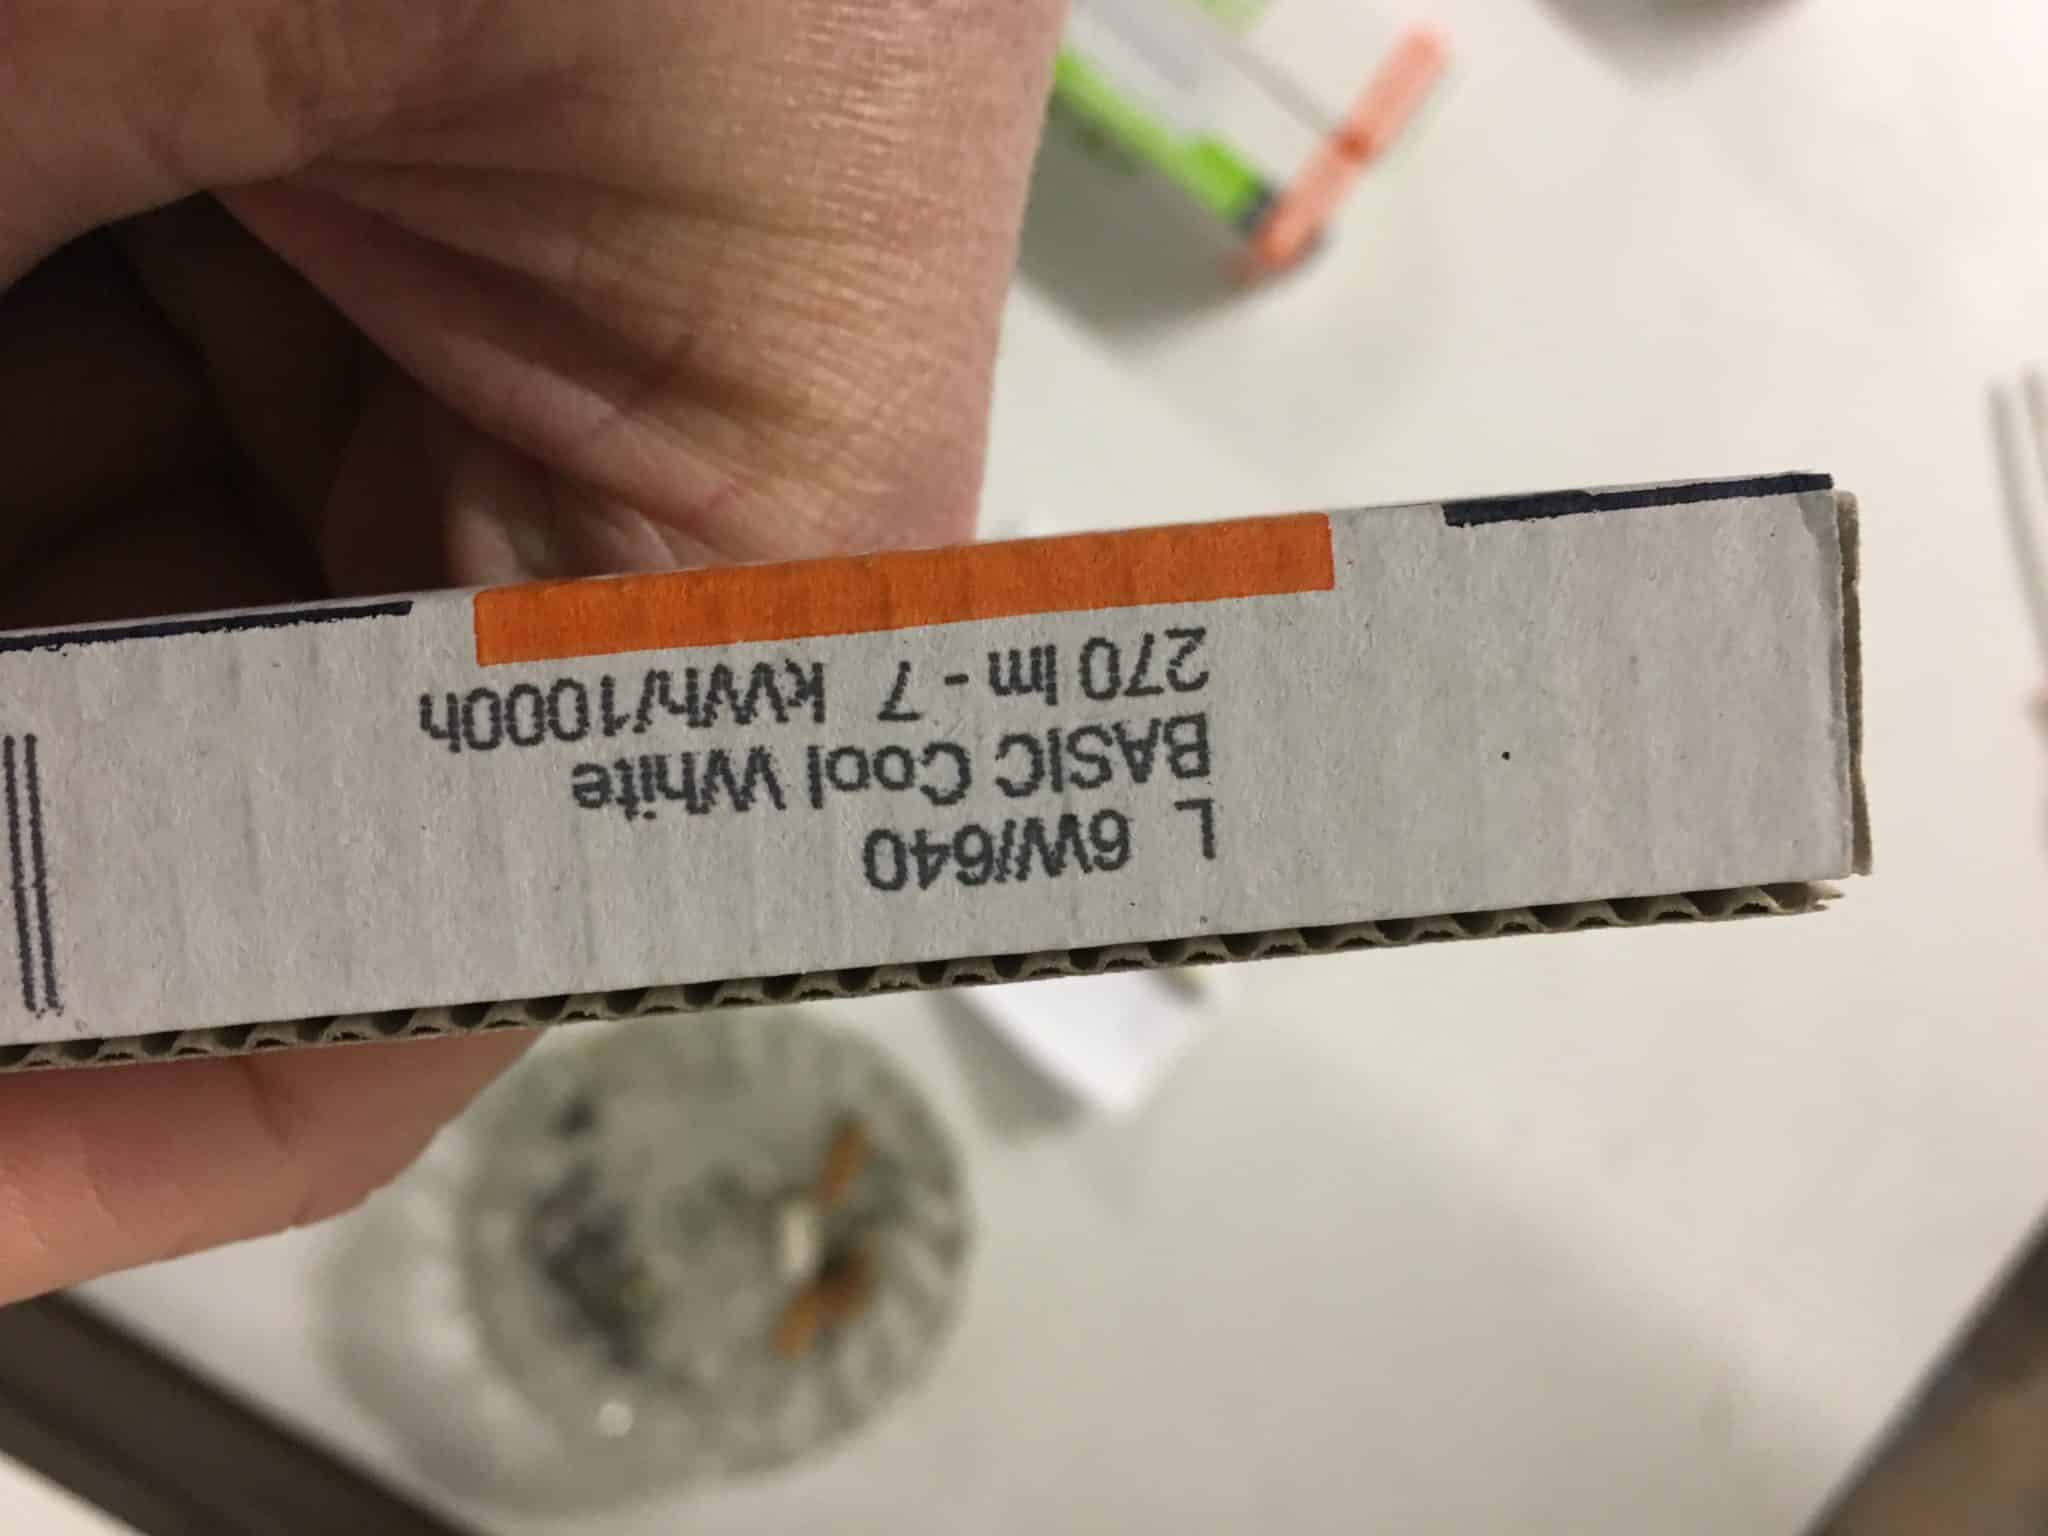 L 6W/640
BASIC Cool White
270 lm - 7 kWh/1000h